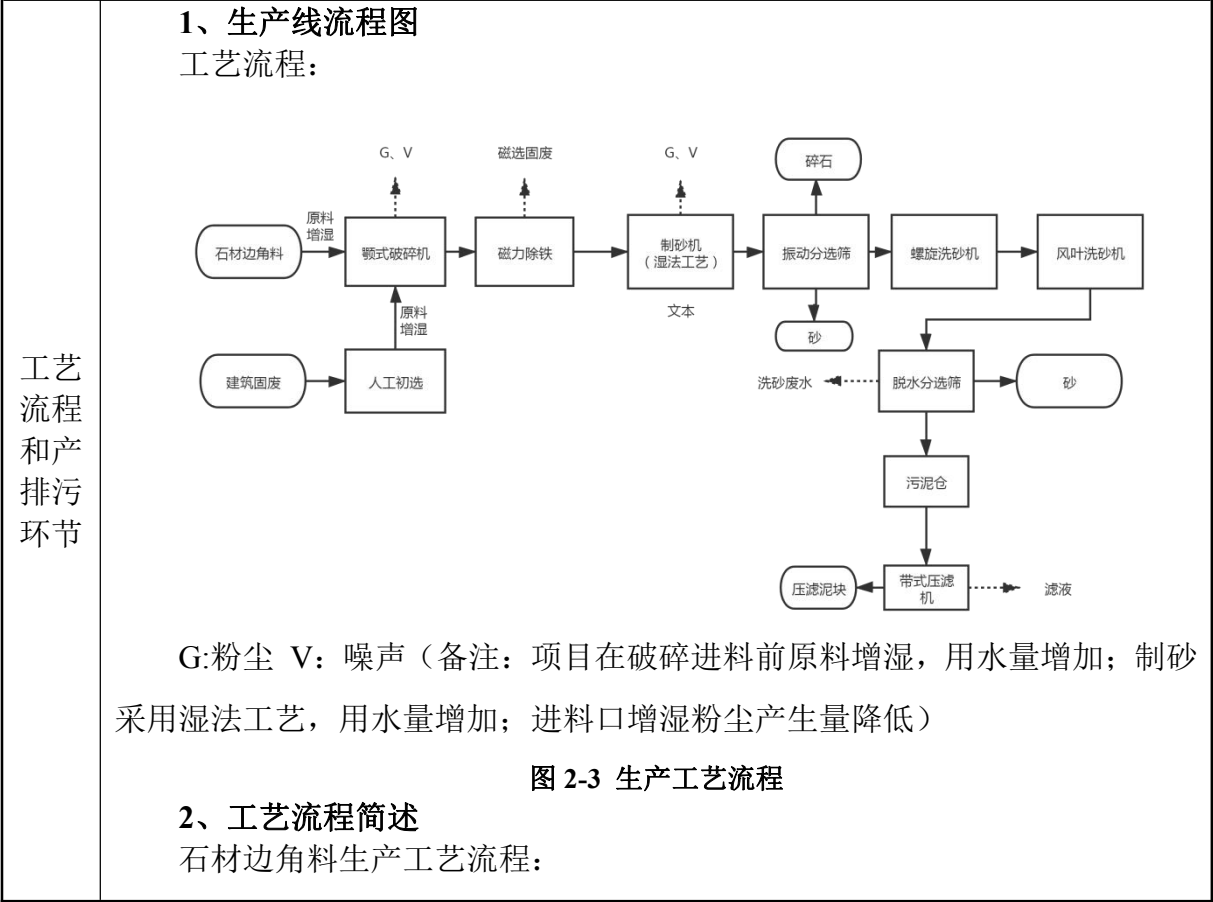 工艺
流程
和产
排污
环节
1、生产线流程图
工艺流程：
G、V
磁选固废
G、V
碎石
原料
增湿
石材边角料
颚式破碎机
磁力除铁
制砂机
（湿法工艺）
振动分选筛
螺旋洗砂机
风叶洗砂机
原料
增湿
文本
砂
建筑固废
人工初选
洗砂废水
脱水分选筛
砂
污泥仓
压滤泥块
带式压滤
机
滤液
G:粉尘 V：噪声（备注：项目在破碎进料前原料增湿，用水量增加；制砂
采用湿法工艺，用水量增加；进料口增湿粉尘产生量降低）
图 2-3 生产工艺流程
2、工艺流程简述
石材边角料生产工艺流程：